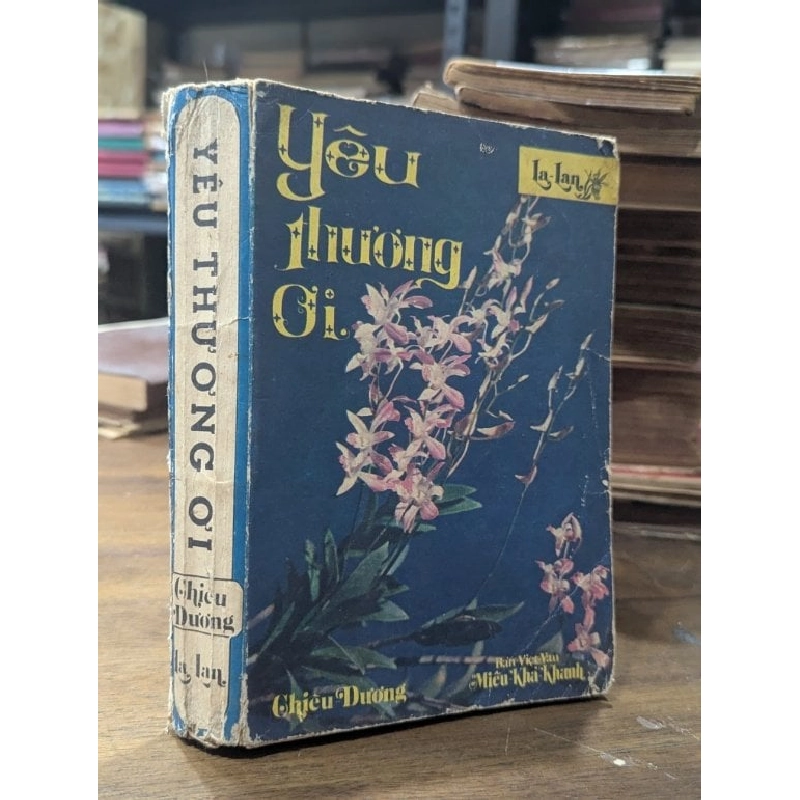 YÊU THƯƠNG ƠI
Chiêu
Dương
la lan
Yêu
thương
Ơi.
la-lan
Chiêu Dương
Bản Việt Văn
Miêu Khả Khanh